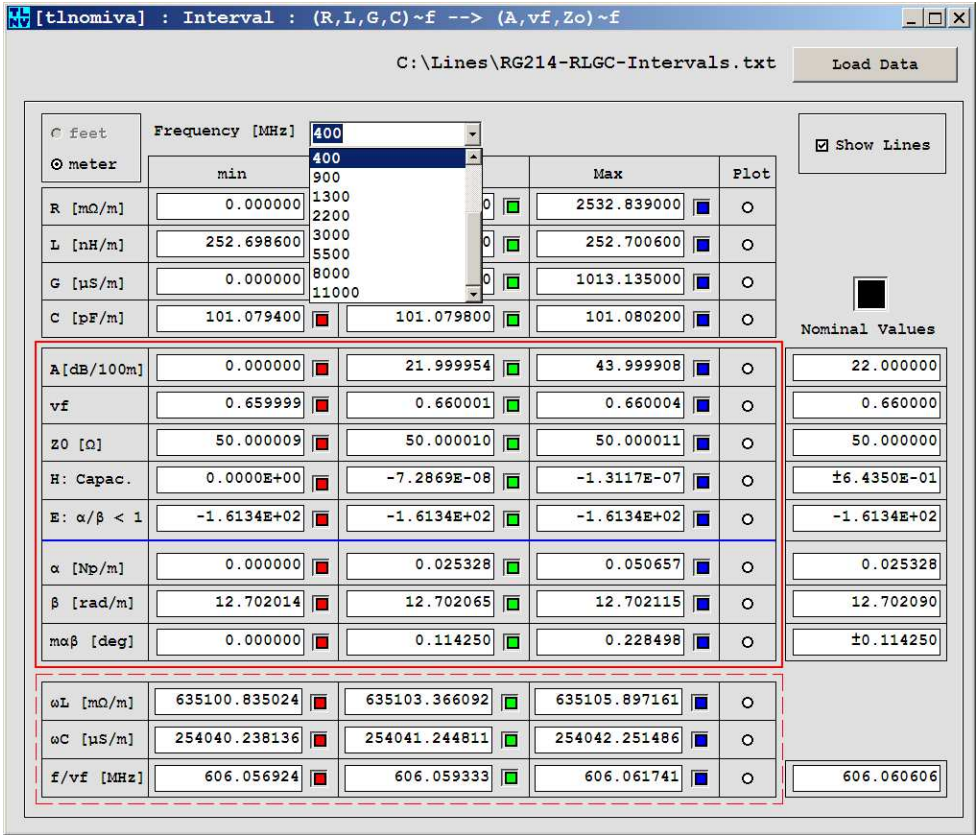 [tlnomiva] : Interval : (R,L,G,C)~f --> (A,vf,Zo)~f
C:\Lines\RG214-RLGC-Intervals.txt Load Data
feet Frequency [MHz] 400
meter Show Lines
min Max Plot
400
900
1300
2200
3000
5500
8000
11000
R [mΩ/m] 0.000000 0 2532.839000
L [nH/m] 252.698600 0 252.700600
G [µS/m] 0.000000 0 1013.135000
C [pF/m] 101.079400 101.079800 101.080200
Nominal Values
A[dB/100m] 0.000000 21.999954 43.999908 22.000000
vf 0.659999 0.660001 0.660004 0.660000
Z0 [Ω] 50.000009 50.000010 50.000011 50.000000
H: Capac. 0.0000E+00 -7.2869E-08 -1.3117E-07 ±6.4350E-01
E: α/β < 1 -1.6134E+02 -1.6134E+02 -1.6134E+02 -1.6134E+02
α [Np/m] 0.000000 0.025328 0.050657 0.025328
β [rad/m] 12.702014 12.702065 12.702115 12.702090
mαβ [deg] 0.000000 0.114250 0.228498 ±0.114250
ωL [mΩ/m] 635100.835024 635103.366092 635105.897161
ωC [µS/m] 254040.238136 254041.244811 254042.251486
f/vf [MHz] 606.056924 606.059333 606.061741 606.060606